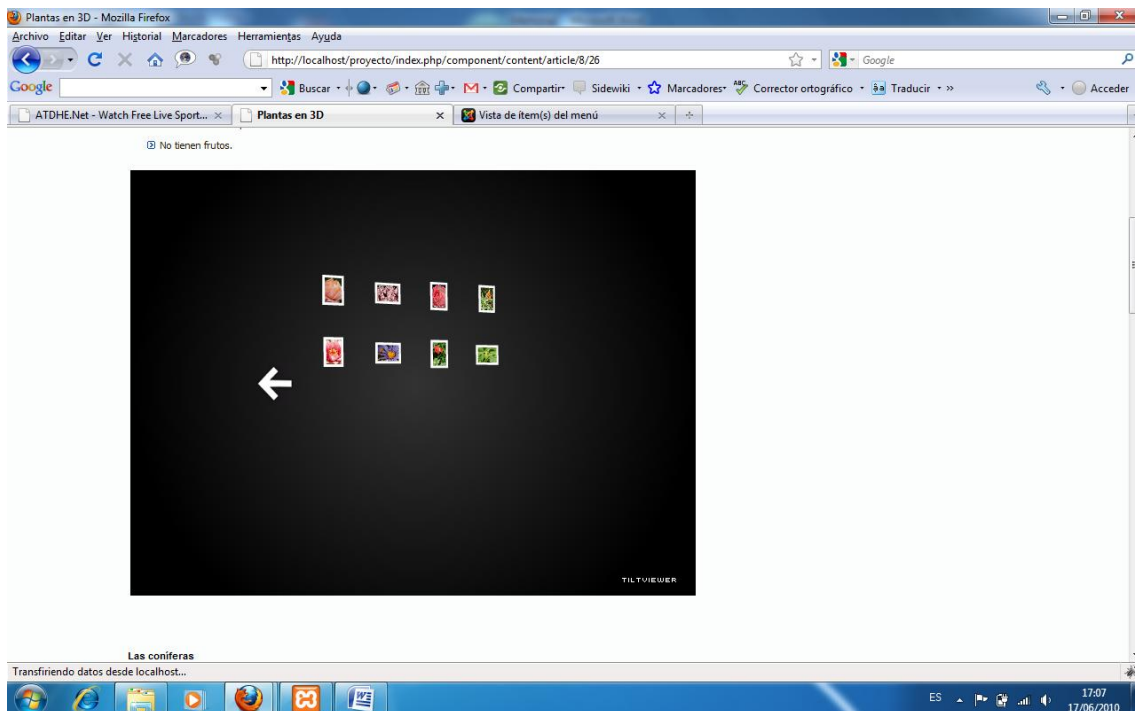 Plantas en 3D - Mozilla Firefox
Archivo Editar Ver Historial Marcadores Herramientas Ayuda
http://localhost/proyecto/index.php/component/content/article/8/26 Google
Google Buscar Compartir Sidewiki Marcadores ABC Corrector ortográfico Traducir » Acceder
ATDHE.Net - Watch Free Live Sport... Plantas en 3D Vista de ítem(s) del menú
No tienen frutos.
TILTVIEWER
Las coníferas
Transfiriendo datos desde localhost...
ES 17:07
17/06/2010